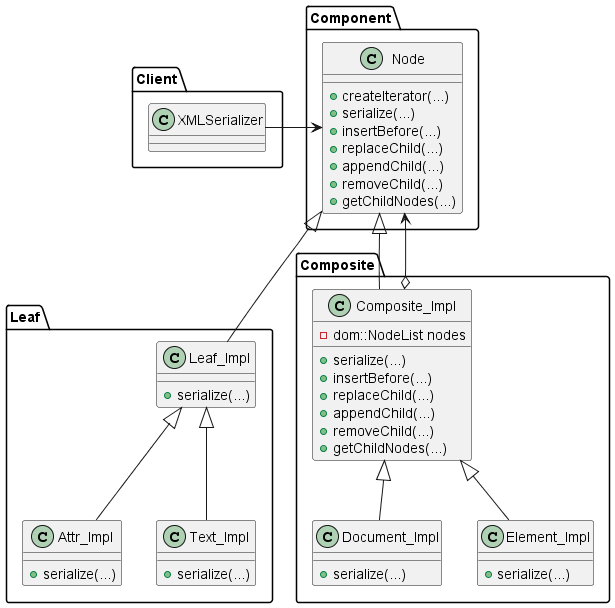 Component
C Node
createIterator(...)
serialize(...)
insertBefore(...)
replaceChild(...)
appendChild(...)
removeChild(...)
getChildNodes(...)
Client
C XMLSerializer
Composite
C Composite_Impl
dom::NodeList nodes
serialize(...)
insertBefore(...)
replaceChild(...)
appendChild(...)
removeChild(...)
getChildNodes(...)
Leaf
C Leaf_Impl
serialize(...)
C Attr_Impl
serialize(...)
C Text_Impl
serialize(...)
C Document_Impl
serialize(...)
C Element_Impl
serialize(...)